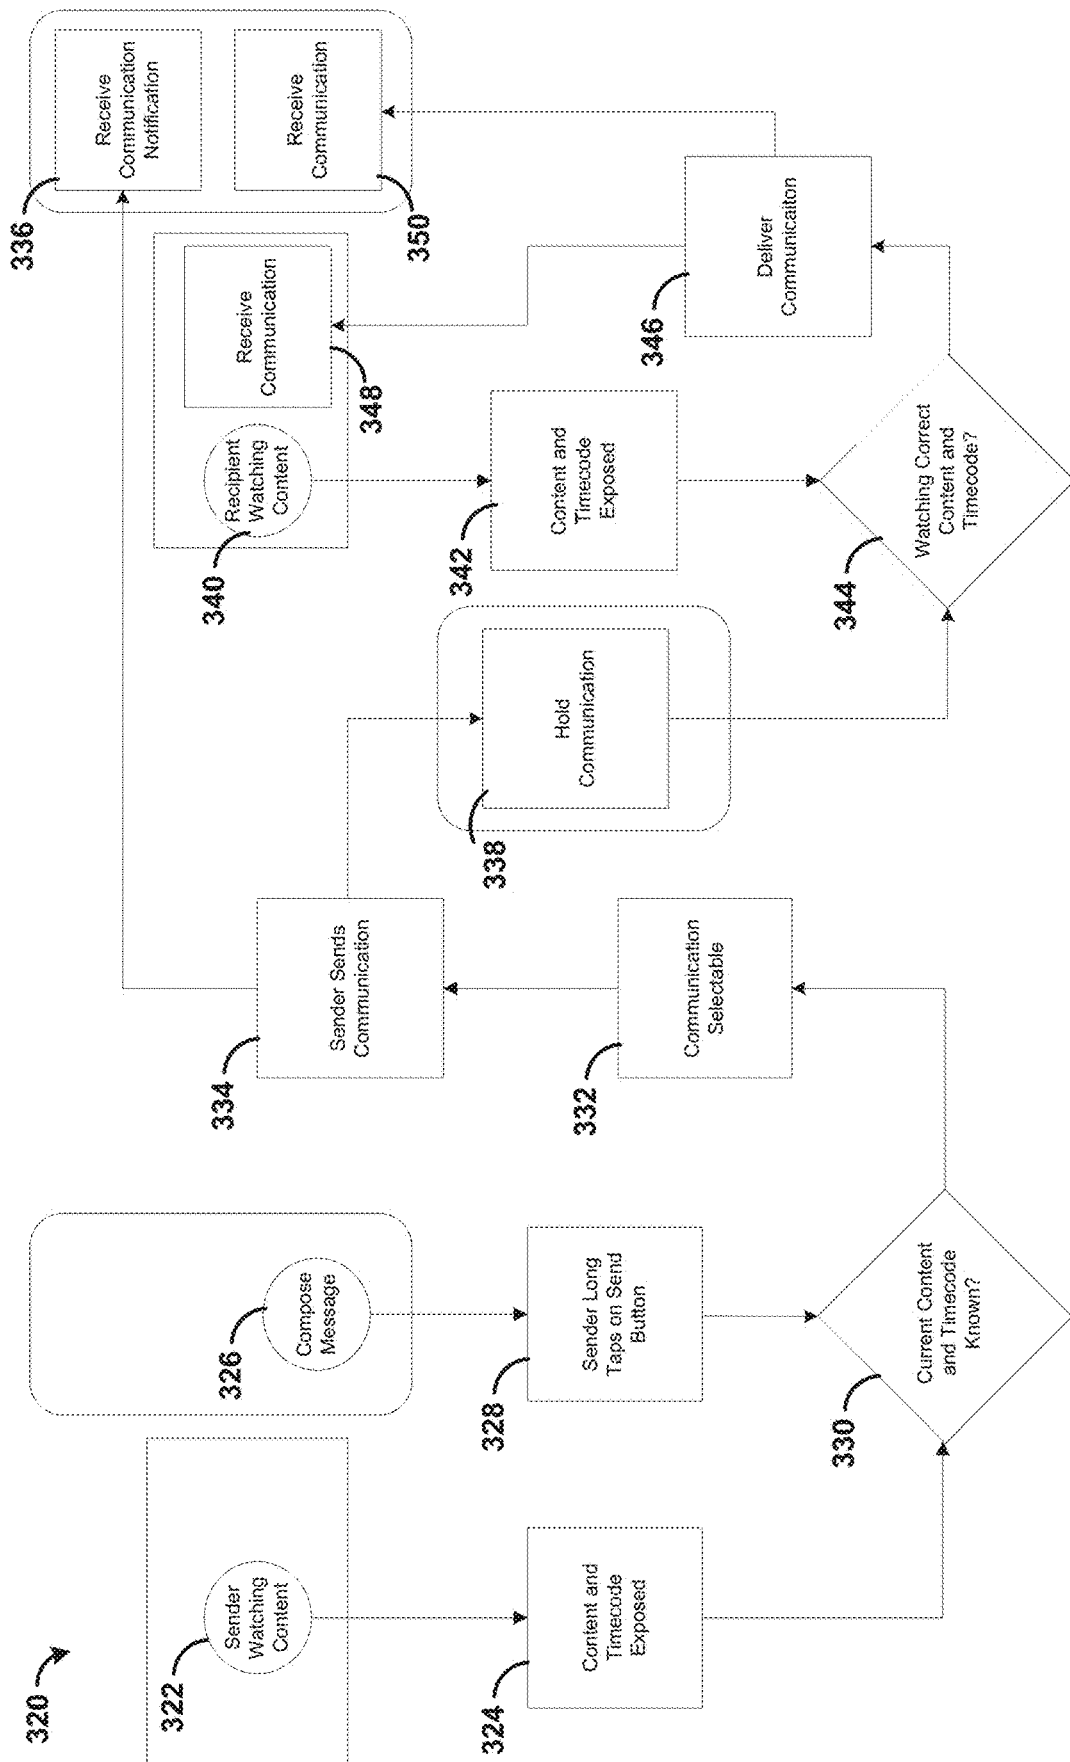 320
322
Sender
Watching
Content
324
Content and
Timecode
Exposed
326
Compose
Message
328
Sender Long
Taps on Send
Button
330
Current Content
and Timecode
Known?
332
Communication
Selectable
334
Sender Sends
Communication
336
Receive
Communication
Notification
338
Hold
Communication
340
Recipient
Watching
Content
342
Content and
Timecode
Exposed
344
Watching Correct
Content and
Timecode?
346
Deliver
Communicaiton
348
Receive
Communication
350
Receive
Communication